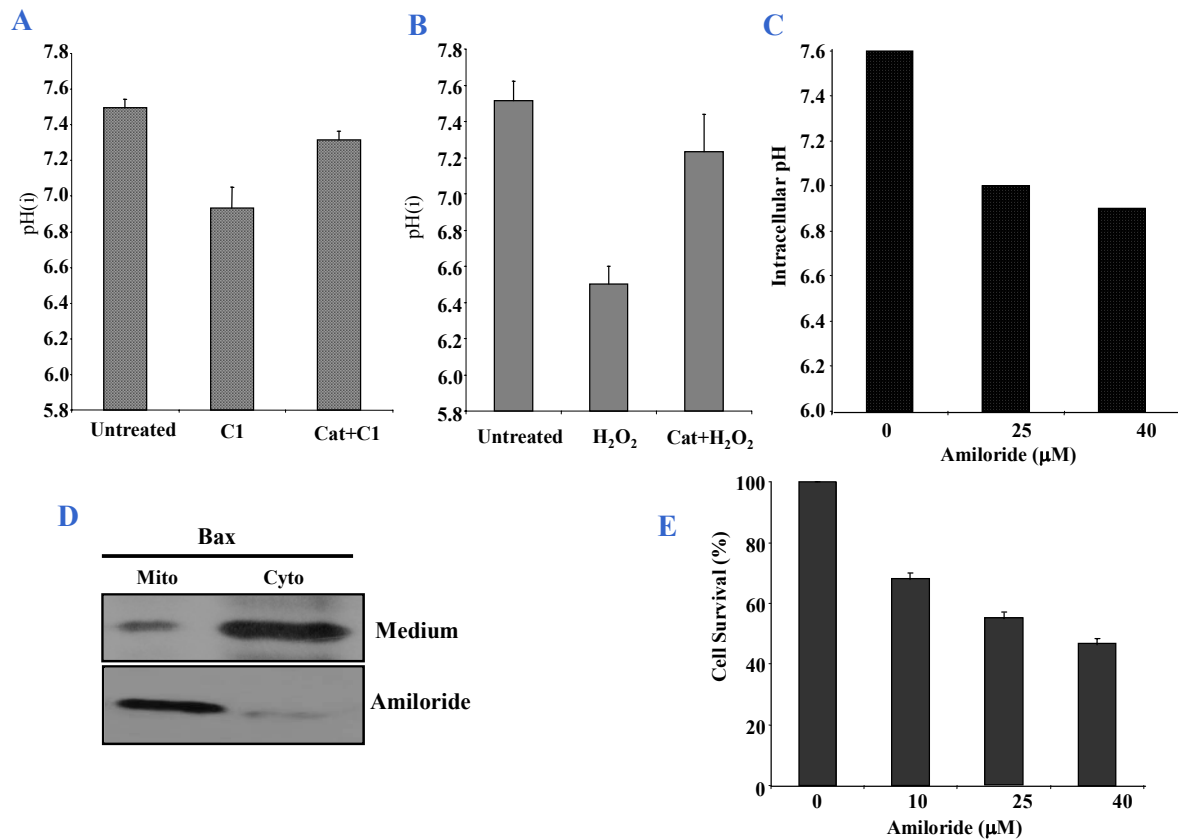 A
7.8
7.6
7.4
7.2
7.0
6.8
6.6
6.4
6.2
6.0
5.8
pH(i)
Untreated C1 Cat+C1
B
7.8
7.6
7.4
7.2
7.0
6.8
6.6
6.4
6.2
6.0
5.8
pH(i)
Untreated H₂O₂ Cat+H₂O₂
C
7.6
7.4
7.2
7.0
6.8
6.6
6.4
6.2
6.0
Intracellular pH
0 25 40
Amiloride (μM)
D
Bax
Mito Cyto
Medium
Amiloride
E
100
80
60
40
20
0
Cell Survival (%)
0 10 25 40
Amiloride (μM)